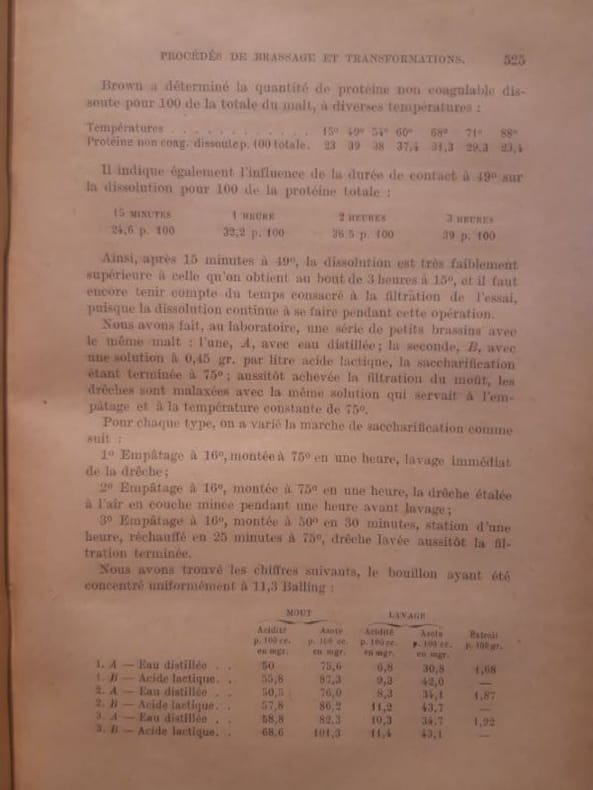 PROCÉDÉS DE BRASSAGE ET TRANSFORMATIONS. 525
Brown a déterminé la quantité de protéine non coagulable dis-
soute pour 100 de la totale du malt, à diverses températures :
Températures . . . . . . . . . . . . 15° 49° 54° 60° 68° 71° 88°
Protéine non coag. dissoute p. 100 totale. 23 39 38 37,4 31,3 29.3 23,4
Il indique également l'influence de la durée de contact à 49° sur
la dissolution pour 100 de la protéine totale :
15 MINUTES 1 HEURE 2 HEURES 3 HEURES
24,6 p. 100 32,2 p. 100 36 5 p. 100 39 p. 100
Ainsi, après 15 minutes à 49°, la dissolution est très faiblement
supérieure à celle qu'on obtient au bout de 3 heures à 15°, et il faut
encore tenir compte du temps consacré à la filtration de l'essai,
puisque la dissolution continue à se faire pendant cette opération.
Nous avons fait, au laboratoire, une série de petits brassins avec
le même malt : l'une, A, avec eau distillée ; la seconde, B, avec
une solution à 0,45 gr. par litre acide lactique, la saccharification
étant terminée à 75° ; aussitôt achevée la filtration du moût, les
drêches sont malaxées avec la même solution qui servait à l'em-
pâtage et à la température constante de 75°.
Pour chaque type, on a varié la marche de saccharification comme
suit :
1° Empâtage à 16°, montée à 75° en une heure, lavage immédiat
de la drêche ;
2° Empâtage à 16°, montée à 75° en une heure, la drêche étalée
à l'air en couche mince pendant une heure avant lavage ;
3° Empâtage à 16°, montée à 50° en 30 minutes, station d'une
heure, réchauffé en 25 minutes à 75°, drêche lavée aussitôt la fil-
tration terminée.
Nous avons trouvé les chiffres suivants, le bouillon ayant été
concentré uniformément à 11,3 Balling :
MOUT LAVAGE
Acidité Azote Acidité Azote Extrait
p. 100 cc. p. 100 cc. p. 100 cc. p. 100 cc. p. 100 gr.
en mgr. en mgr. en mgr. en mgr.
1. A — Eau distillée . . 50 75,6 6,8 30,8 1,68
1. B — Acide lactique. . 55,8 87,3 9,3 42,0 —
2. A — Eau distillée . . 50,5 76,0 8,3 34,1 1,87
2. B — Acide lactique. . 57,8 86,2 11,2 43,7 —
3. A — Eau distillée . . 58,8 82,3 10,3 34,7 1,92
3. B — Acide lactique. . 68,6 101,3 11,4 43,1 —